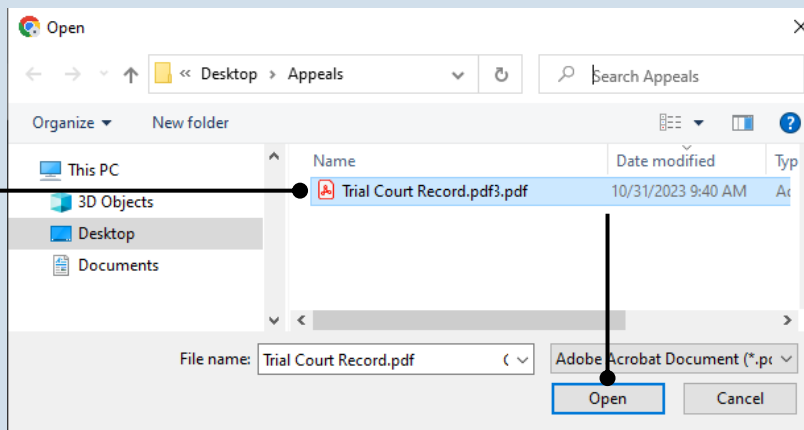 Open
« Desktop > Appeals
Search Appeals
Organize
New folder
?
This PC
3D Objects
Desktop
Documents
Name
Date modified
Typ
Trial Court Record.pdf3.pdf
10/31/2023 9:40 AM
Ac
File name:
Trial Court Record.pdf
Adobe Acrobat Document (*.pc
Open
Cancel